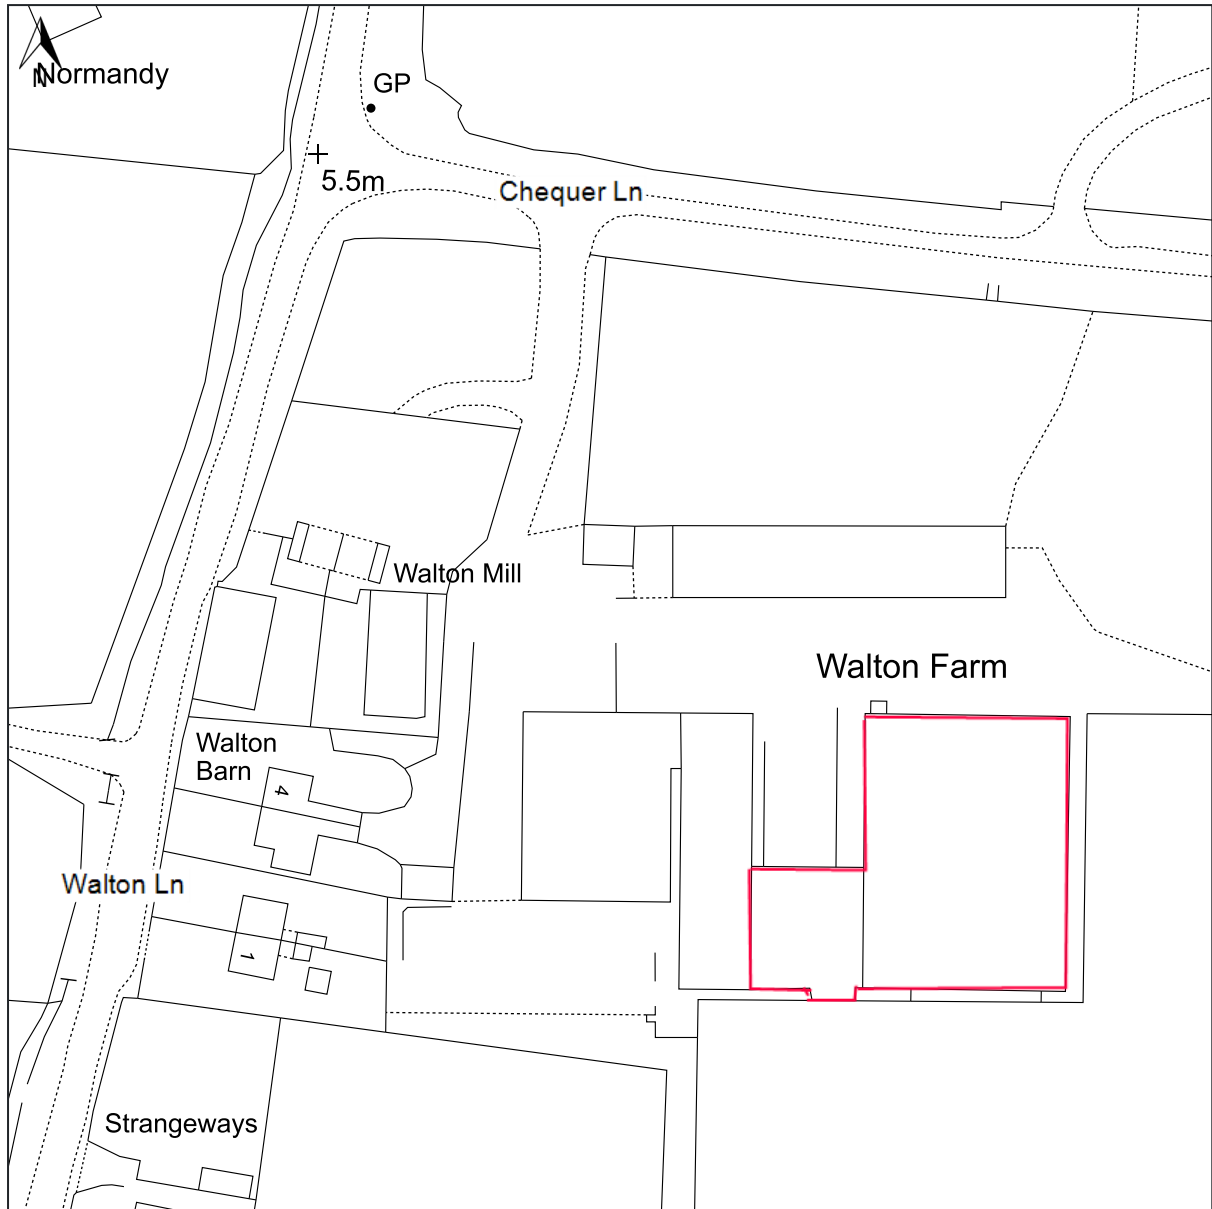 N
Normandy
GP
5.5m
Chequer Ln
Walton Mill
Walton Farm
Walton
Barn
4
Walton Ln
1
Strangeways